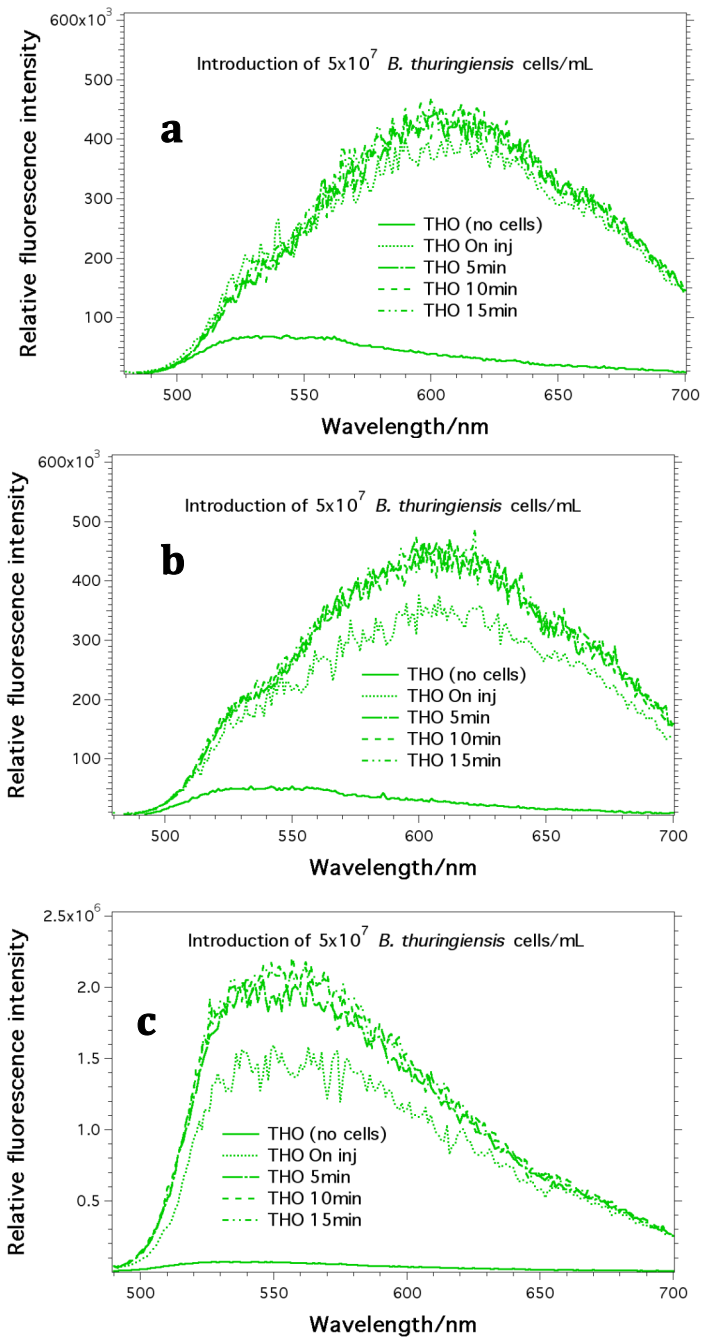 600x10³
Introduction of 5x10⁷ B. thuringiensis cells/mL
500
a
400
300
200
100
Relative fluorescence intensity
THO (no cells)
THO On inj
THO 5min
THO 10min
THO 15min
500 550 600 650 700
Wavelength/nm
600x10³
Introduction of 5x10⁷ B. thuringiensis cells/mL
500
b
400
300
200
100
Relative fluorescence intensity
THO (no cells)
THO On inj
THO 5min
THO 10min
THO 15min
500 550 600 650 700
Wavelength/nm
2.5x10⁶
Introduction of 5x10⁷ B. thuringiensis cells/mL
2.0
c
1.5
1.0
0.5
Relative fluorescence intensity
THO (no cells)
THO On inj
THO 5min
THO 10min
THO 15min
500 550 600 650 700
Wavelength/nm